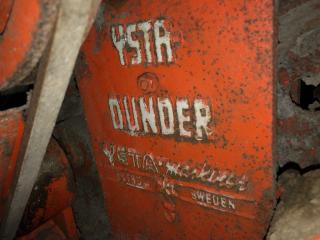 YSTA
DUNDER
YSTA maskiner
SWEDEN